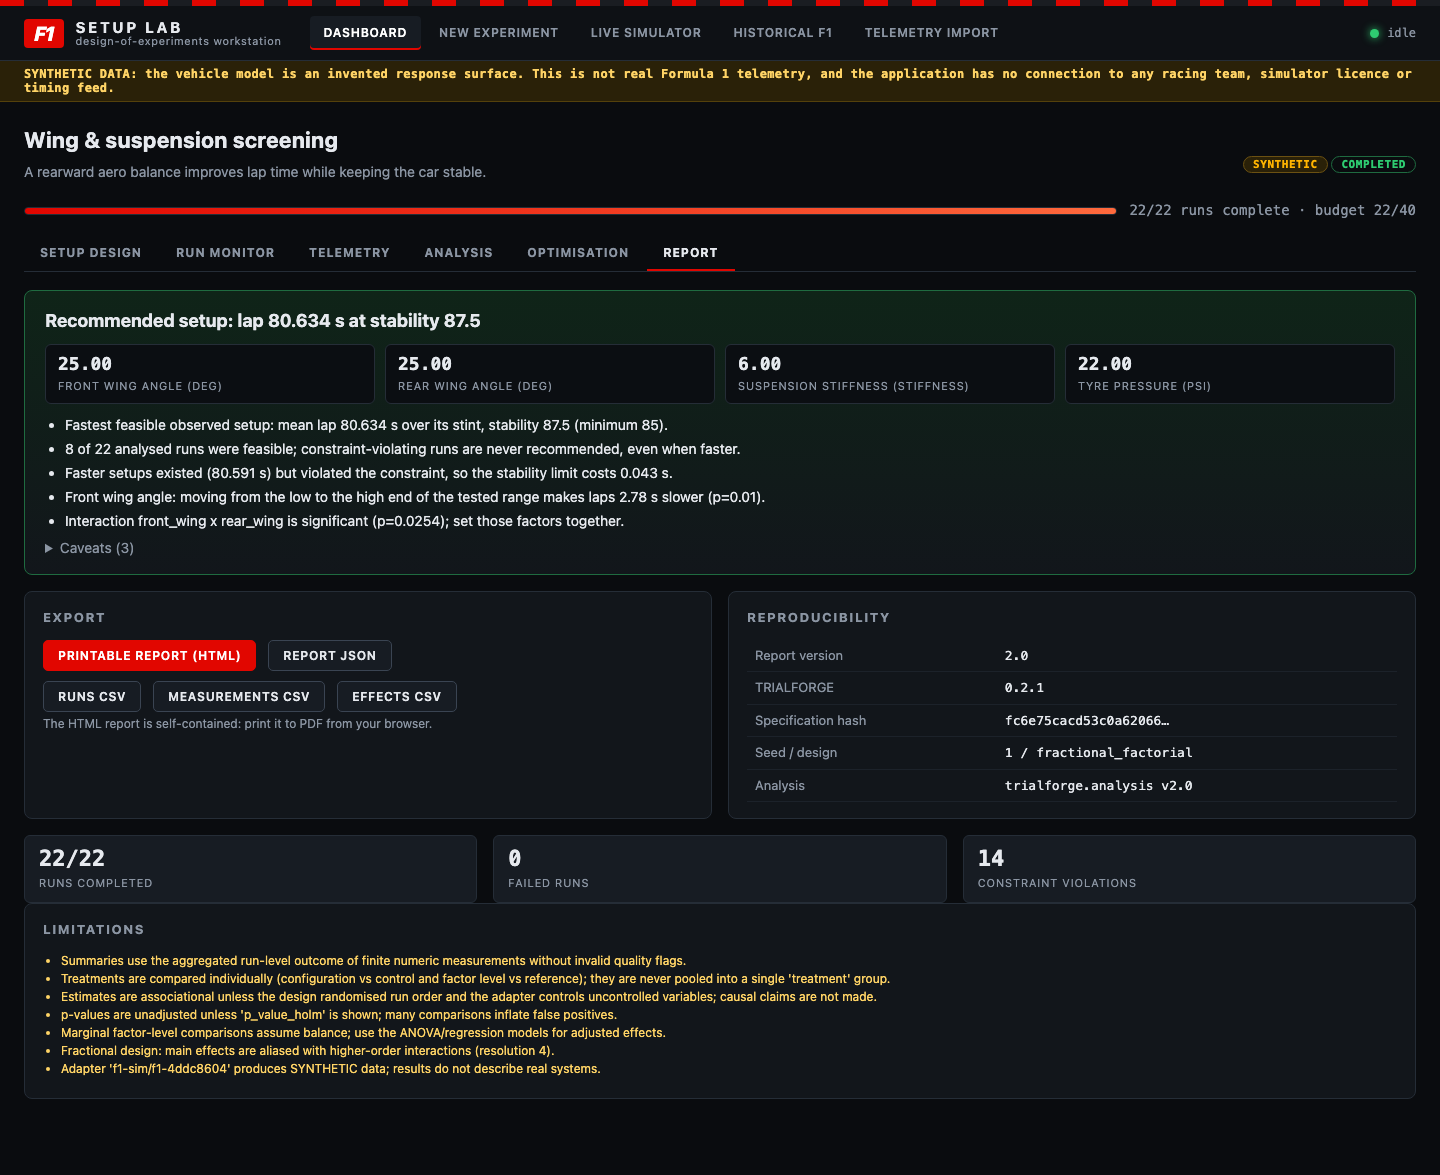 F1
SETUP LAB
design-of-experiments workstation
DASHBOARD
NEW EXPERIMENT
LIVE SIMULATOR
HISTORICAL F1
TELEMETRY IMPORT
idle
SYNTHETIC DATA: the vehicle model is an invented response surface. This is not real Formula 1 telemetry, and the application has no connection to any racing team, simulator licence or
timing feed.
Wing & suspension screening
A rearward aero balance improves lap time while keeping the car stable.
SYNTHETIC
COMPLETED
22/22 runs complete · budget 22/40
SETUP DESIGN
RUN MONITOR
TELEMETRY
ANALYSIS
OPTIMISATION
REPORT
Recommended setup: lap 80.634 s at stability 87.5
25.00
FRONT WING ANGLE (DEG)
25.00
REAR WING ANGLE (DEG)
6.00
SUSPENSION STIFFNESS (STIFFNESS)
22.00
TYRE PRESSURE (PSI)
• Fastest feasible observed setup: mean lap 80.634 s over its stint, stability 87.5 (minimum 85).
• 8 of 22 analysed runs were feasible; constraint-violating runs are never recommended, even when faster.
• Faster setups existed (80.591 s) but violated the constraint, so the stability limit costs 0.043 s.
• Front wing angle: moving from the low to the high end of the tested range makes laps 2.78 s slower (p=0.01).
• Interaction front_wing x rear_wing is significant (p=0.0254); set those factors together.
▶ Caveats (3)
EXPORT
PRINTABLE REPORT (HTML)
REPORT JSON
RUNS CSV
MEASUREMENTS CSV
EFFECTS CSV
The HTML report is self-contained: print it to PDF from your browser.
REPRODUCIBILITY
Report version 2.0
TRIALFORGE 0.2.1
Specification hash fc6e75cacd53c0a62066…
Seed / design 1 / fractional_factorial
Analysis trialforge.analysis v2.0
22/22
RUNS COMPLETED
0
FAILED RUNS
14
CONSTRAINT VIOLATIONS
LIMITATIONS
• Summaries use the aggregated run-level outcome of finite numeric measurements without invalid quality flags.
• Treatments are compared individually (configuration vs control and factor level vs reference); they are never pooled into a single 'treatment' group.
• Estimates are associational unless the design randomised run order and the adapter controls uncontrolled variables; causal claims are not made.
• p-values are unadjusted unless 'p_value_holm' is shown; many comparisons inflate false positives.
• Marginal factor-level comparisons assume balance; use the ANOVA/regression models for adjusted effects.
• Fractional design: main effects are aliased with higher-order interactions (resolution 4).
• Adapter 'f1-sim/f1-4ddc8604' produces SYNTHETIC data; results do not describe real systems.